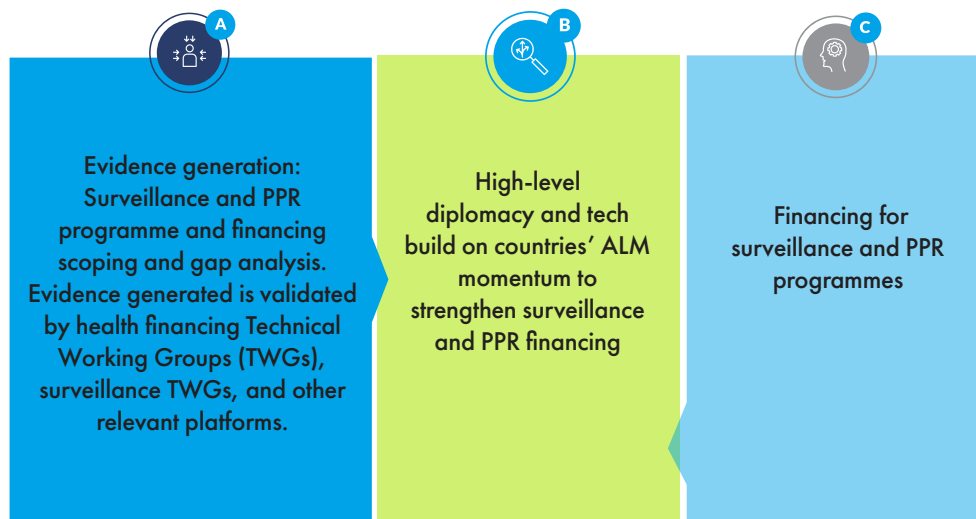 A
Evidence generation:
Surveillance and PPR
programme and financing
scoping and gap analysis.
Evidence generated is validated
by health financing Technical
Working Groups (TWGs),
surveillance TWGs, and other
relevant platforms.
B
High-level
diplomacy and tech
build on countries’ ALM
momentum to
strengthen surveillance
and PPR financing
C
Financing for
surveillance and PPR
programmes